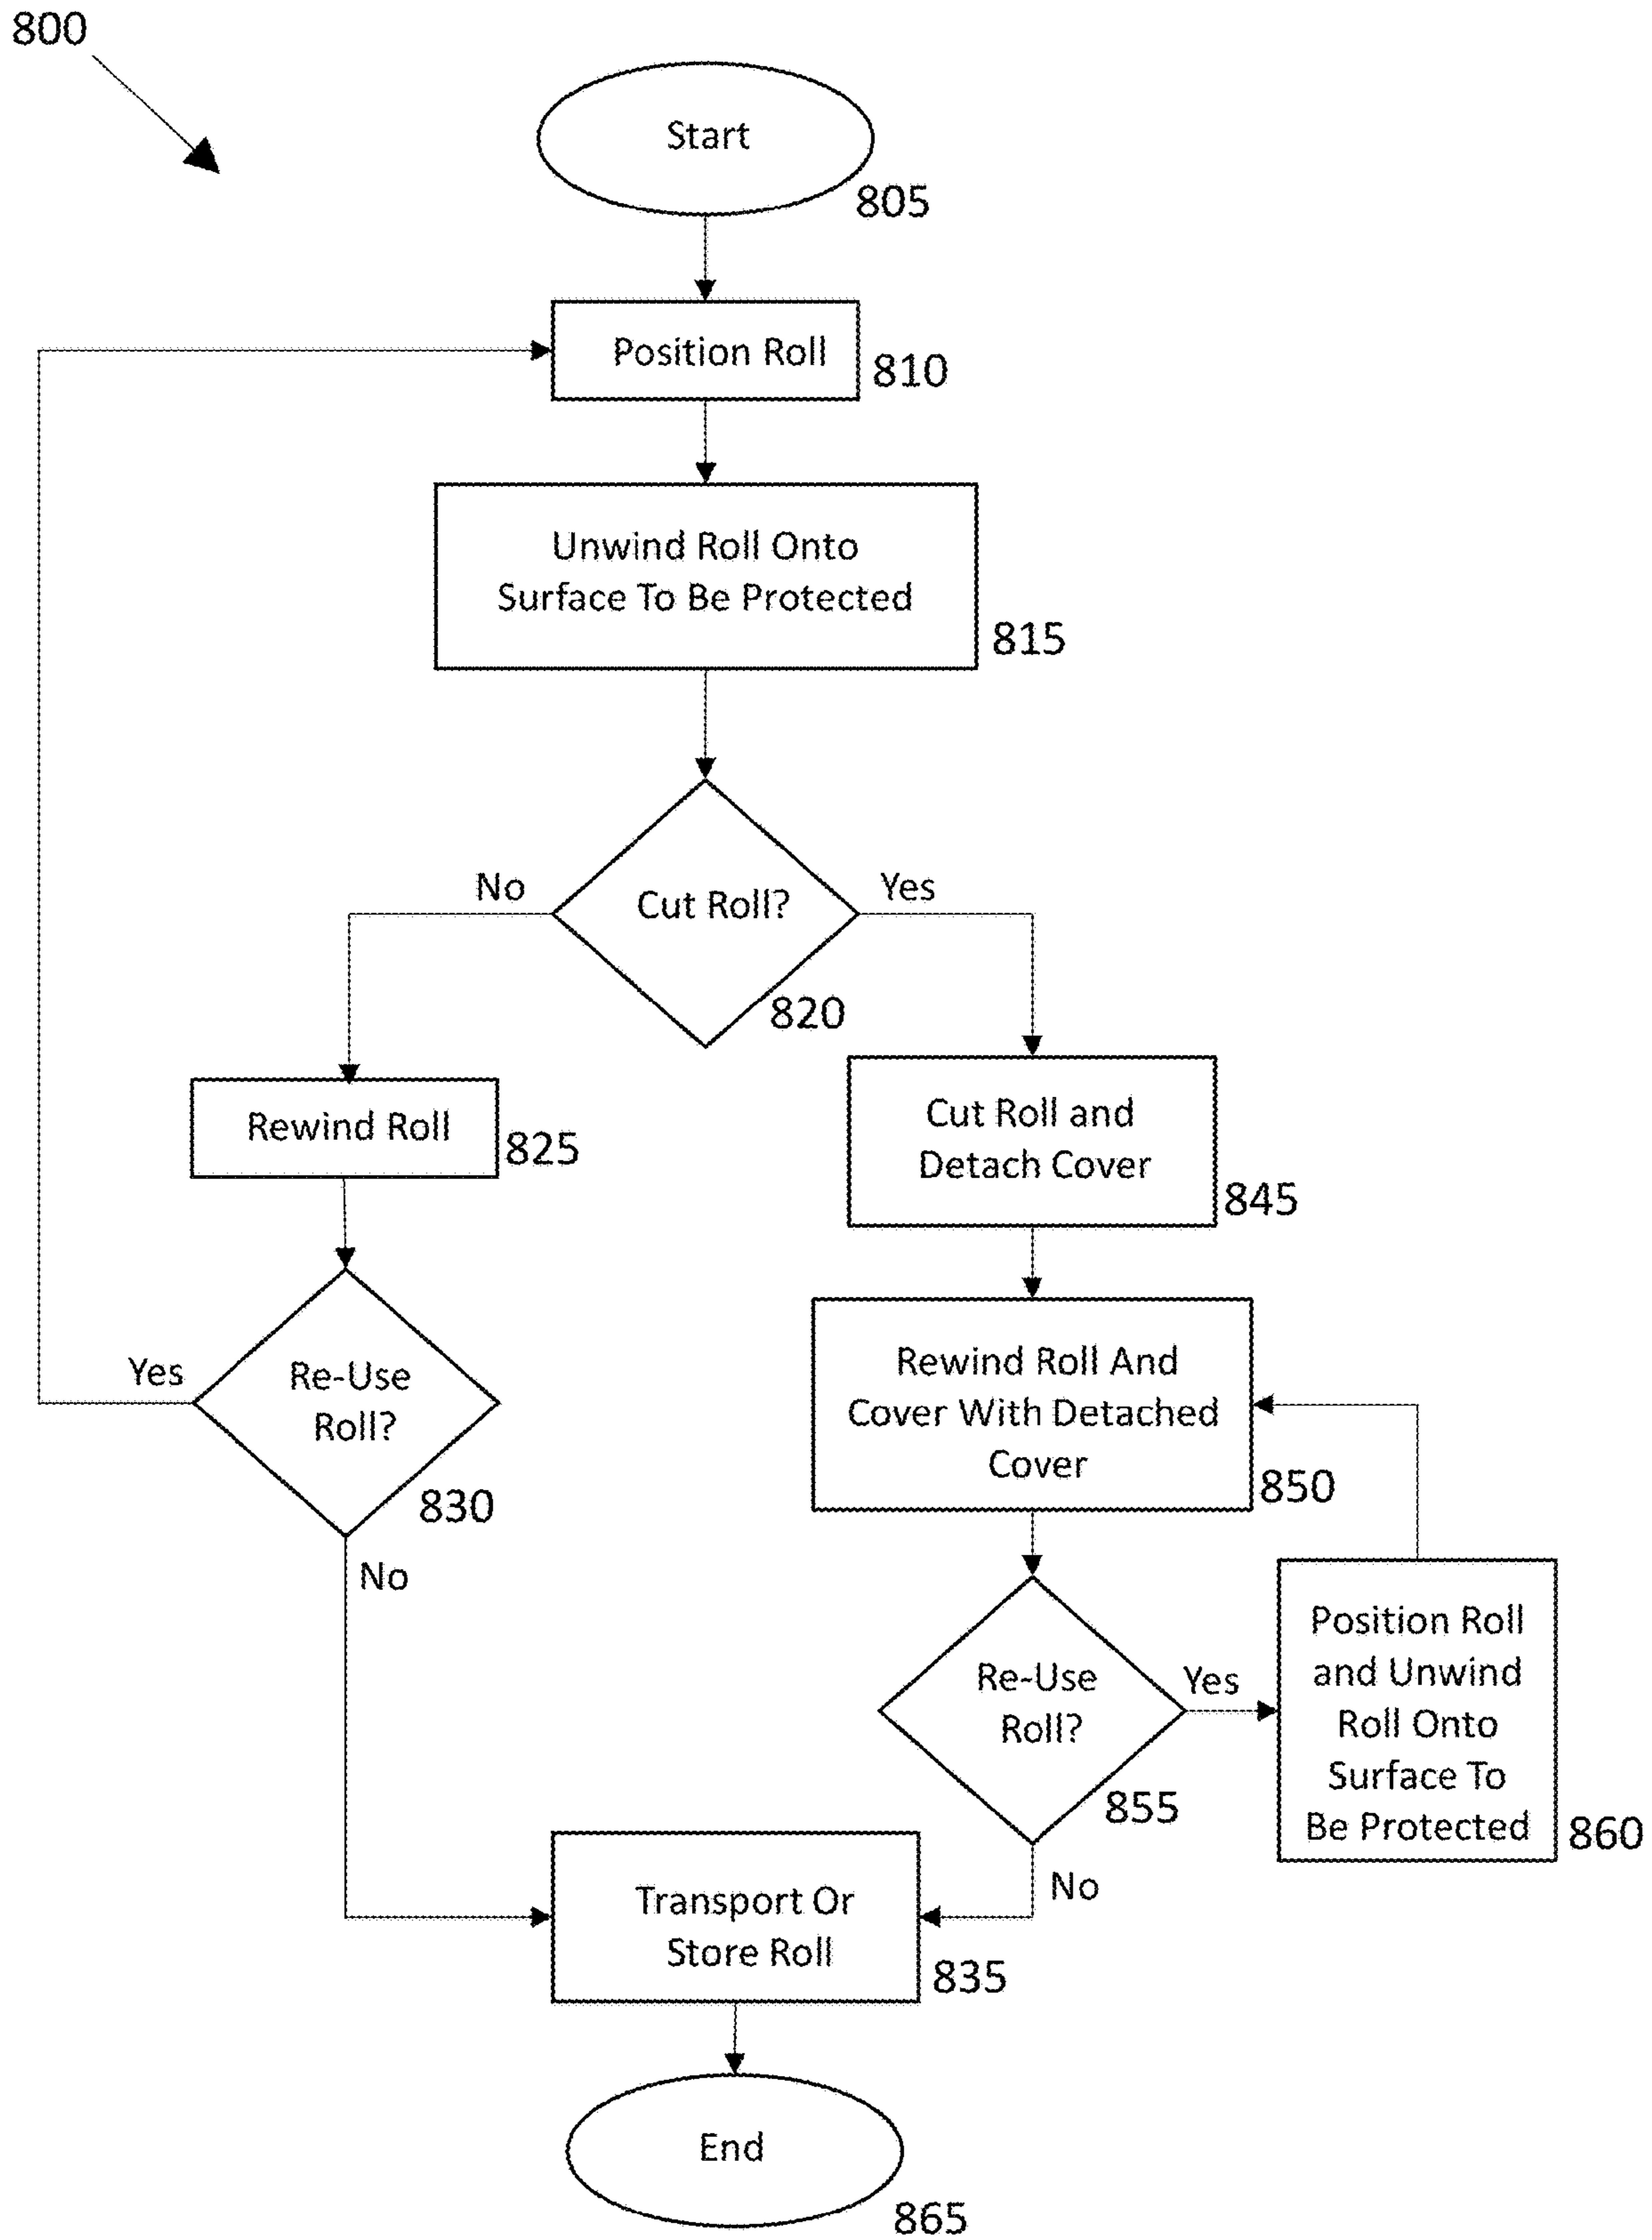 800
Start
805
Position Roll
810
Unwind Roll Onto
Surface To Be Protected
815
No
Yes
Cut Roll?
820
Rewind Roll
825
Cut Roll and
Detach Cover
845
Yes
Re-Use
Roll?
830
No
Rewind Roll And
Cover With Detached
Cover
850
Re-Use
Roll?
Yes
855
No
Position Roll
and Unwind
Roll Onto
Surface To
Be Protected
860
Transport Or
Store Roll
835
End
865